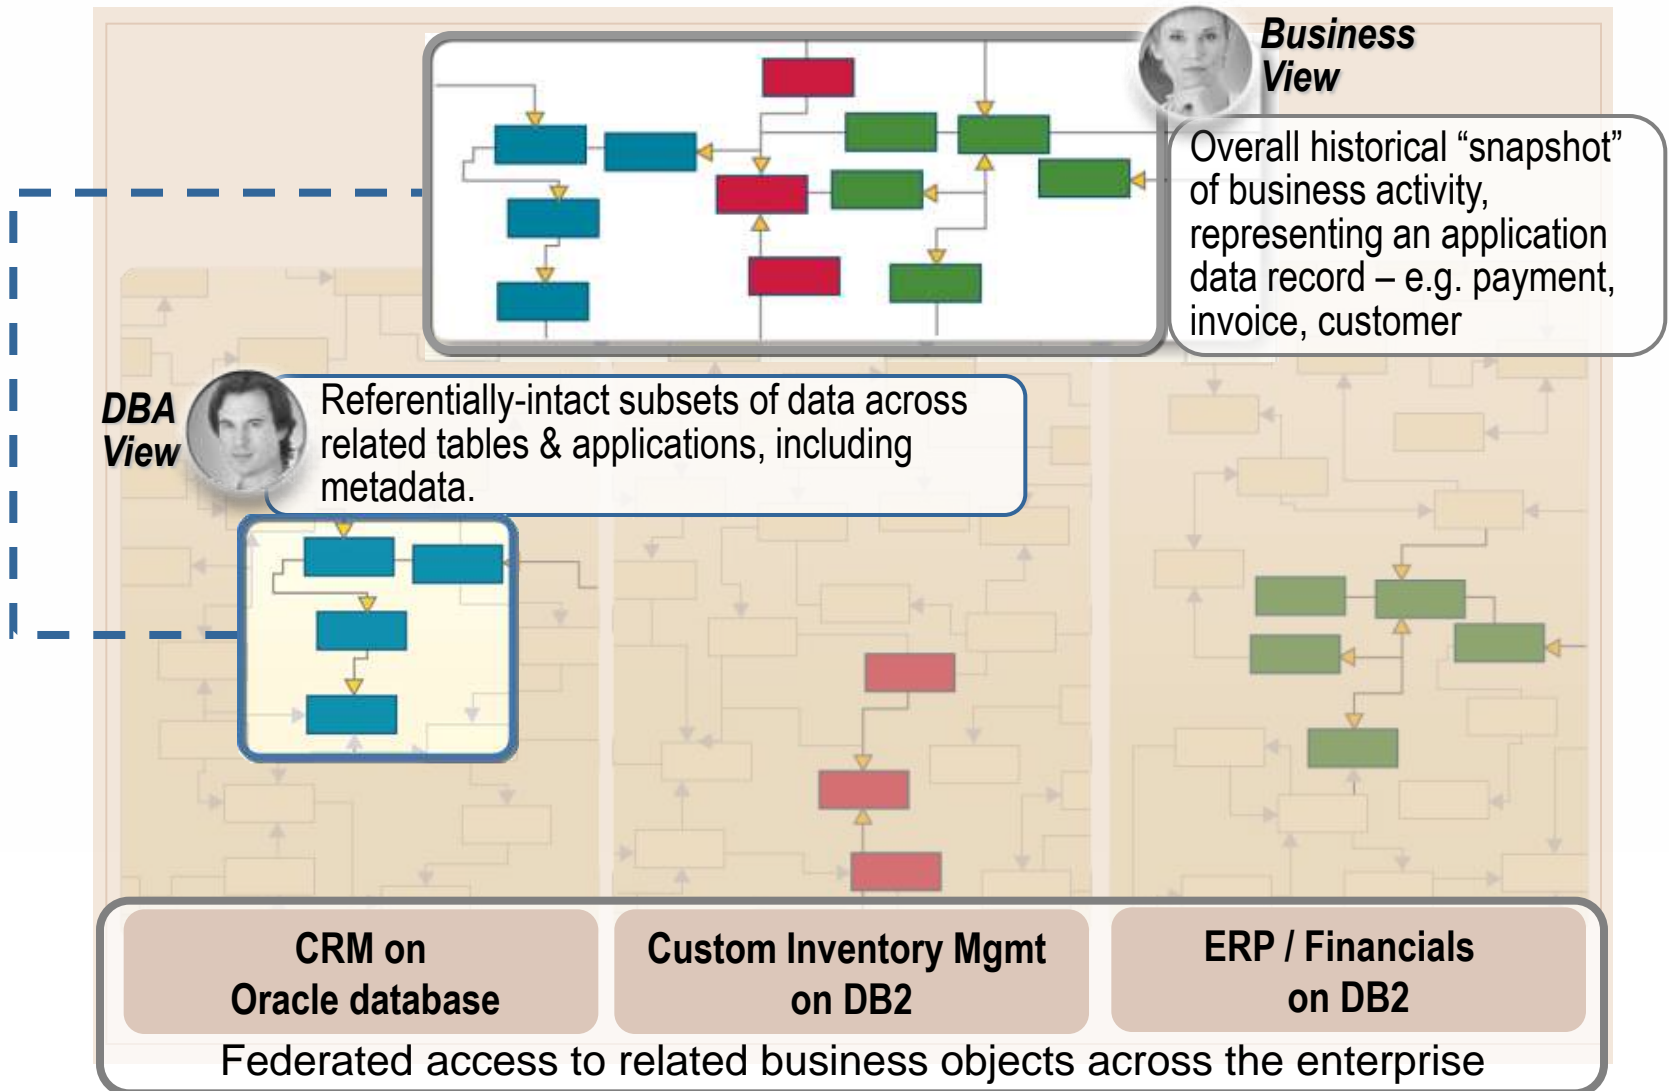 Business
View
Overall historical “snapshot”
of business activity,
representing an application
data record – e.g. payment,
invoice, customer
DBA
View
Referentially-intact subsets of data across
related tables & applications, including
metadata.
CRM on
Oracle database
Custom Inventory Mgmt
on DB2
ERP / Financials
on DB2
Federated access to related business objects across the enterprise